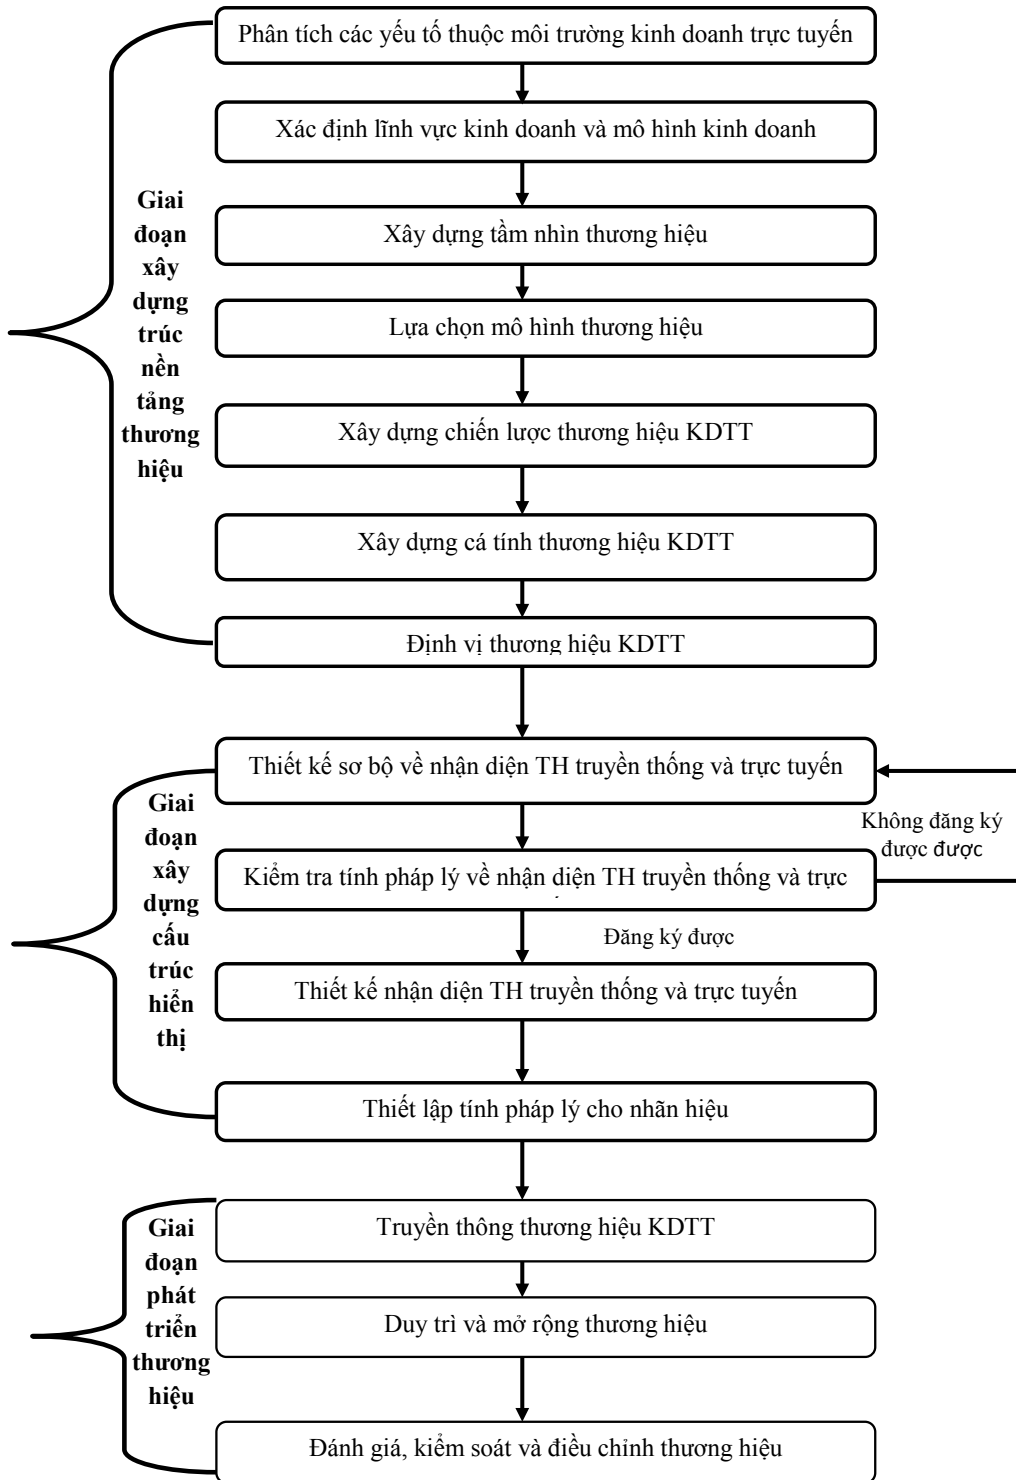 Phân tích các yếu tố thuộc môi trường kinh doanh trực tuyến
Xác định lĩnh vực kinh doanh và mô hình kinh doanh
Xây dựng tầm nhìn thương hiệu
Lựa chọn mô hình thương hiệu
Xây dựng chiến lược thương hiệu KDTT
Xây dựng cá tính thương hiệu KDTT
Định vị thương hiệu KDTT
Giai
đoạn
xây
dựng
trúc
nền
tảng
thương
hiệu
Thiết kế sơ bộ về nhận diện TH truyền thống và trực tuyến
Không đăng ký
được được
Kiểm tra tính pháp lý về nhận diện TH truyền thống và trực
Đăng ký được
Thiết kế nhận diện TH truyền thống và trực tuyến
Thiết lập tính pháp lý cho nhãn hiệu
Giai
đoạn
xây
dựng
cấu
trúc
hiển
thị
Truyền thông thương hiệu KDTT
Duy trì và mở rộng thương hiệu
Đánh giá, kiểm soát và điều chỉnh thương hiệu
Giai
đoạn
phát
triển
thương
hiệu